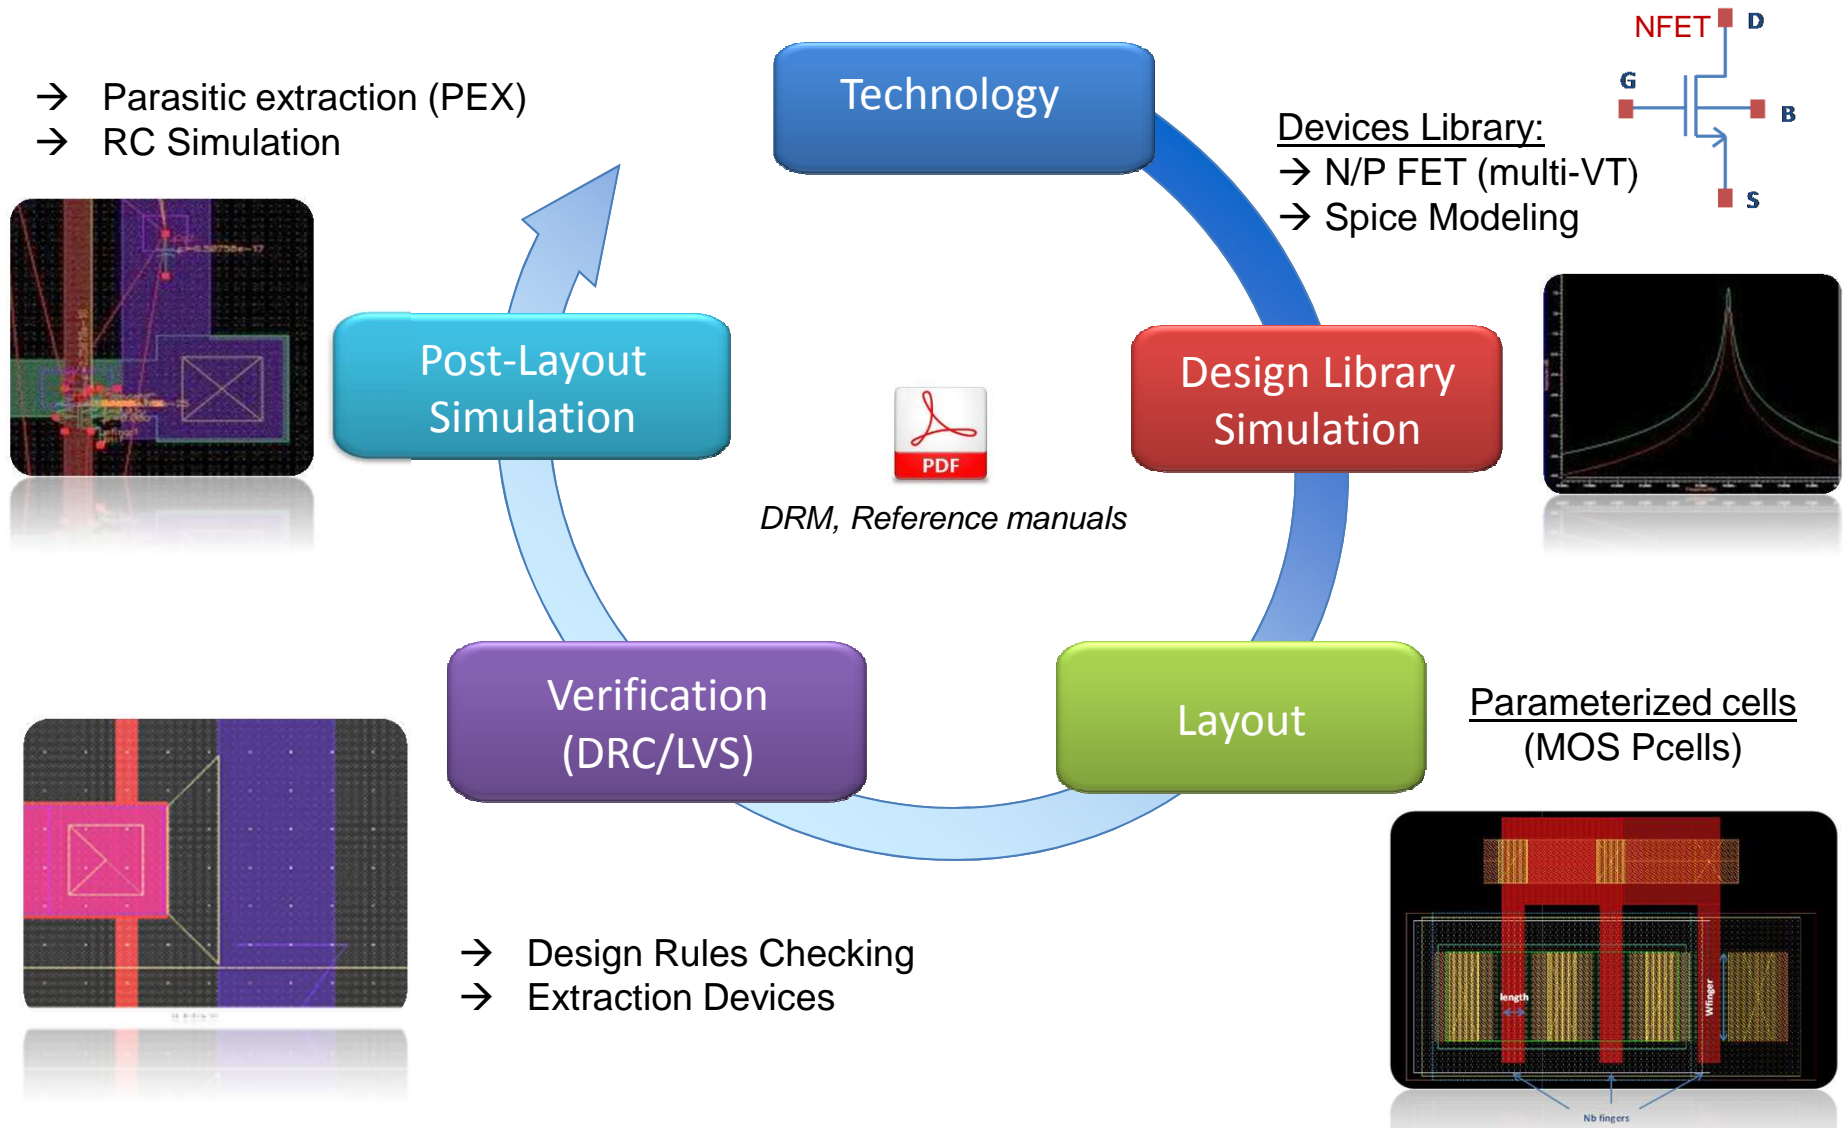 Technology
NFET
D
G
B
S
Devices Library:
→ N/P FET (multi-VT)
→ Spice Modeling
→ Parasitic extraction (PEX)
→ RC Simulation
Post-Layout
Simulation
Design Library
Simulation
PDF
DRM, Reference manuals
Verification
(DRC/LVS)
Layout
Parameterized cells
(MOS Pcells)
→ Design Rules Checking
→ Extraction Devices
length
Wfinger
Nb fingers